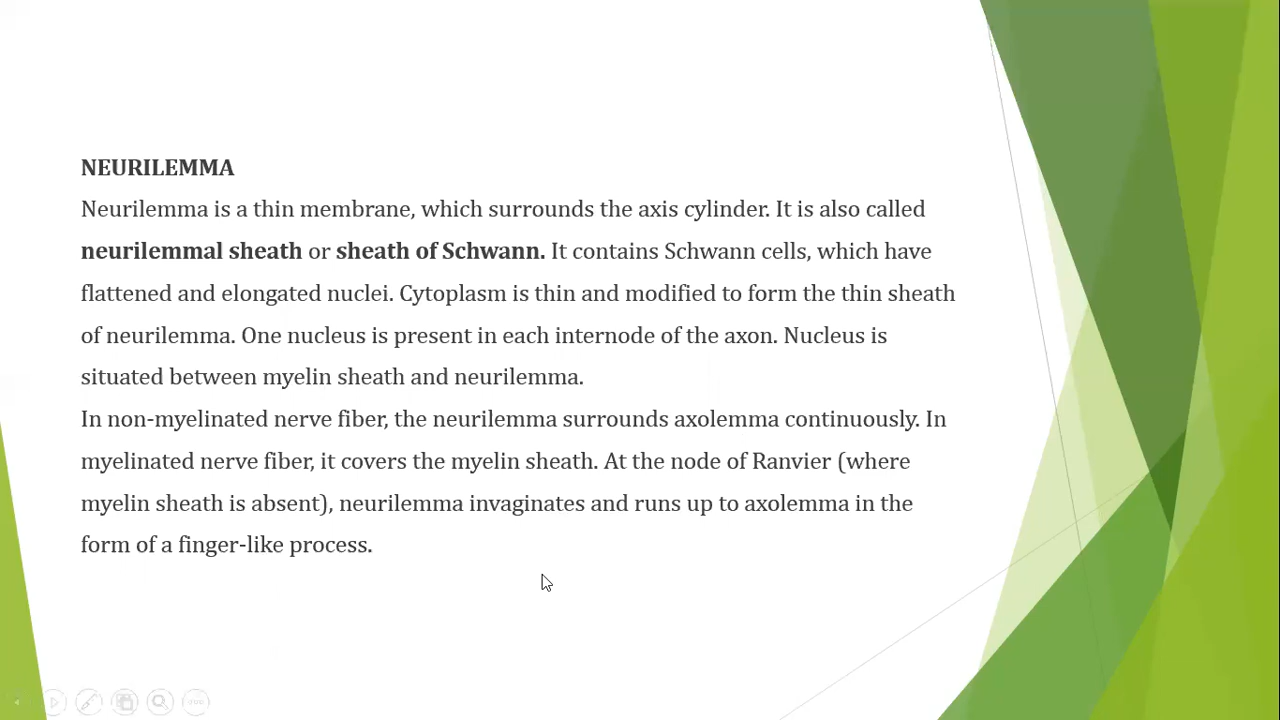 NEURILEMMA
Neurilemma is a thin membrane, which surrounds the axis cylinder. It is also called
neurilemmal sheath or sheath of Schwann. It contains Schwann cells, which have
flattened and elongated nuclei. Cytoplasm is thin and modified to form the thin sheath
of neurilemma. One nucleus is present in each internode of the axon. Nucleus is
situated between myelin sheath and neurilemma.
In non-myelinated nerve fiber, the neurilemma surrounds axolemma continuously. In
myelinated nerve fiber, it covers the myelin sheath. At the node of Ranvier (where
myelin sheath is absent), neurilemma invaginates and runs up to axolemma in the
form of a finger-like process.